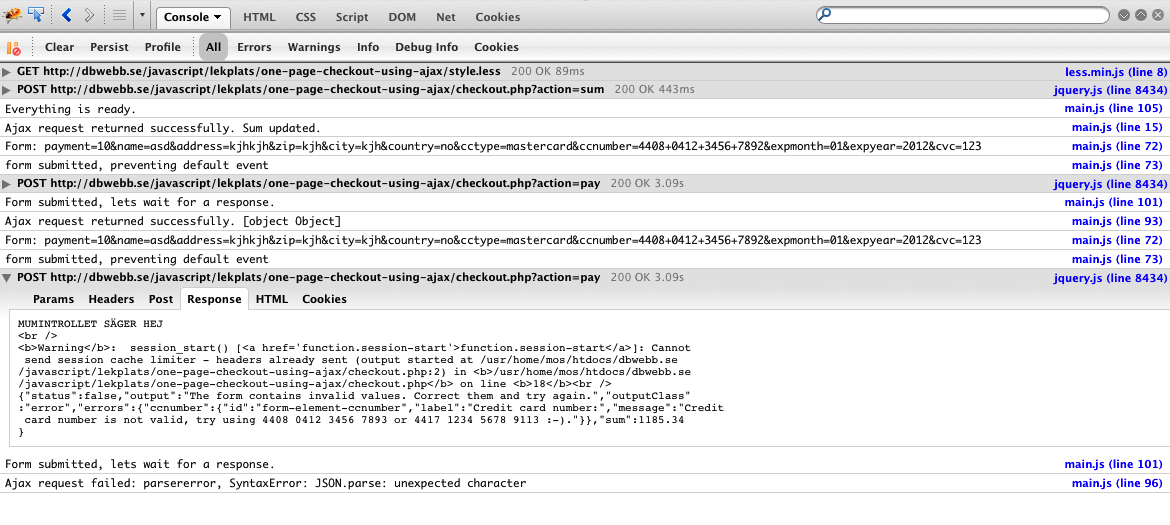 Console HTML CSS Script DOM Net Cookies
Clear Persist Profile All Errors Warnings Info Debug Info Cookies
GET http://dbwebb.se/javascript/lekplats/one-page-checkout-using-ajax/style.less 200 OK 89ms less.min.js (line 8)
POST http://dbwebb.se/javascript/lekplats/one-page-checkout-using-ajax/checkout.php?action=sum 200 OK 443ms jquery.js (line 8434)
Everything is ready. main.js (line 105)
Ajax request returned successfully. Sum updated. main.js (line 15)
Form: payment=10&name=asd&address=kjhkjh&zip=kjh&city=kjh&country=no&cctype=mastercard&ccnumber=4408+0412+3456+7892&expmonth=01&expyear=2012&cvc=123 main.js (line 72)
form submitted, preventing default event main.js (line 73)
POST http://dbwebb.se/javascript/lekplats/one-page-checkout-using-ajax/checkout.php?action=pay 200 OK 3.09s jquery.js (line 8434)
Form submitted, lets wait for a response. main.js (line 101)
Ajax request returned successfully. [object Object] main.js (line 93)
Form: payment=10&name=asd&address=kjhkjh&zip=kjh&city=kjh&country=no&cctype=mastercard&ccnumber=4408+0412+3456+7892&expmonth=01&expyear=2012&cvc=123 main.js (line 72)
form submitted, preventing default event main.js (line 73)
POST http://dbwebb.se/javascript/lekplats/one-page-checkout-using-ajax/checkout.php?action=pay 200 OK 3.09s jquery.js (line 8434)
Params Headers Post Response HTML Cookies
MUMINTROLLET SÄGER HEJ
<br />
<b>Warning</b>:  session_start() [<a href='function.session-start'>function.session-start</a>]: Cannot
send session cache limiter - headers already sent (output started at /usr/home/mos/htdocs/dbwebb.se
/javascript/lekplats/one-page-checkout-using-ajax/checkout.php:2) in <b>/usr/home/mos/htdocs/dbwebb.se
/javascript/lekplats/one-page-checkout-using-ajax/checkout.php</b> on line <b>18</b><br />
{"status":false,"output":"The form contains invalid values. Correct them and try again.","outputClass"
:"error","errors":{"ccnumber":{"id":"form-element-ccnumber","label":"Credit card number:","message":"Credit
card number is not valid, try using 4408 0412 3456 7893 or 4417 1234 5678 9113 :-)."}},"sum":1185.34
}
Form submitted, lets wait for a response. main.js (line 101)
Ajax request failed: parsererror, SyntaxError: JSON.parse: unexpected character main.js (line 96)